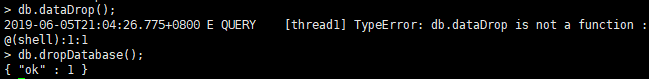 > db.dataDrop();
2019-06-05T21:04:26.775+0800 E QUERY    [thread1] TypeError: db.dataDrop is not a function :
@(shell):1:1
> db.dropDatabase();
{ "ok" : 1 }